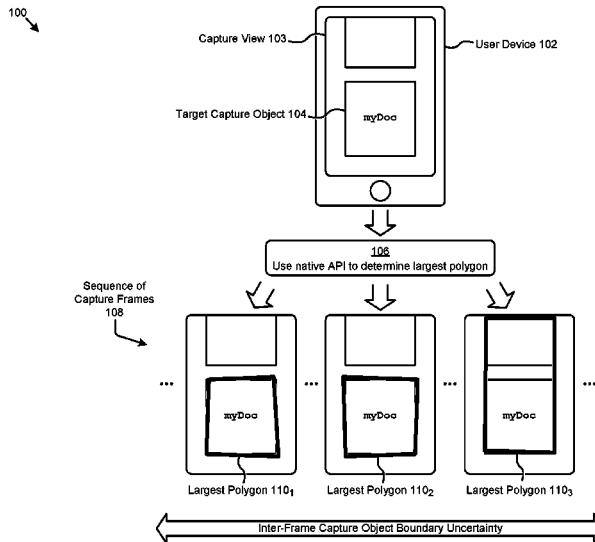 100
Capture View 103
User Device 102
Target Capture Object 104
myDoc
106
Use native API to determine largest polygon
Sequence of
Capture Frames
108
... ... ... ...
myDoc myDoc myDoc
Largest Polygon 110₁ Largest Polygon 110₂ Largest Polygon 110₃
Inter-Frame Capture Object Boundary Uncertainty